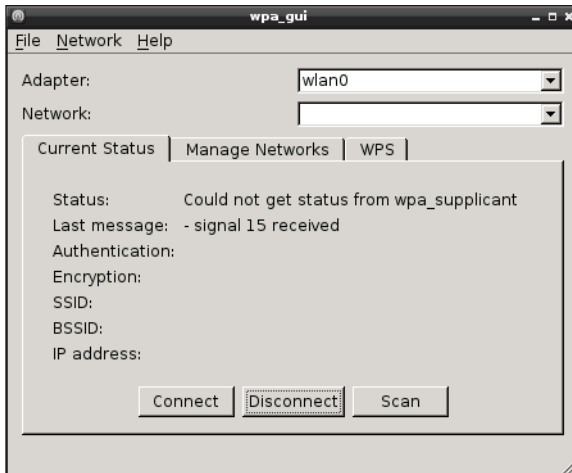 wpa_gui
File Network Help
Adapter: wlan0
Network:
Current Status Manage Networks WPS
Status: Could not get status from wpa_supplicant
Last message: - signal 15 received
Authentication:
Encryption:
SSID:
BSSID:
IP address:
Connect Disconnect Scan